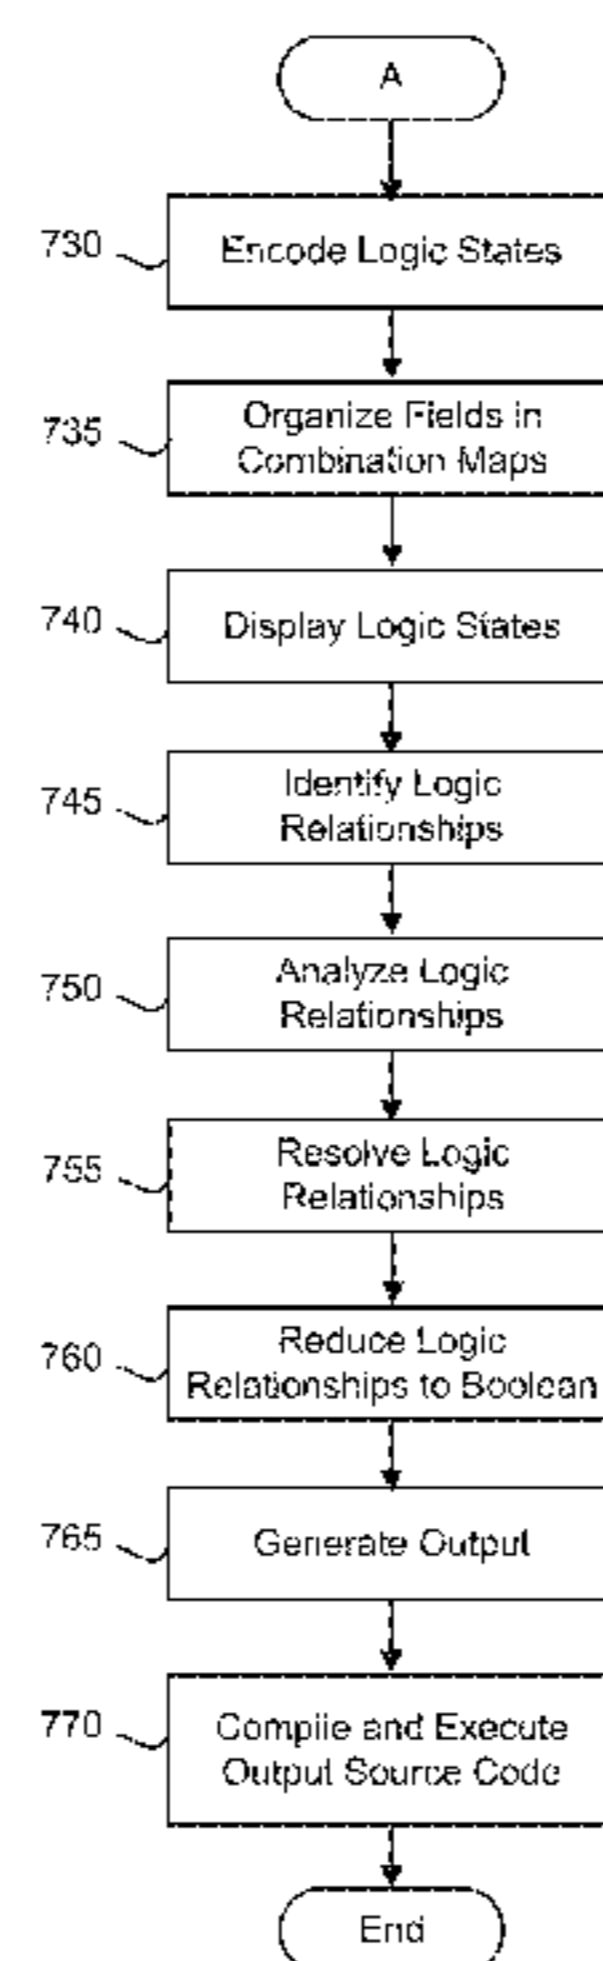 A
730
Encode Logic States
735
Organize Fields in
Combination Maps
740
Display Logic States
745
Identify Logic
Relationships
750
Analyze Logic
Relationships
755
Resolve Logic
Relationships
760
Reduce Logic
Relationships to Boolean
765
Generate Output
770
Compile and Execute
Output Source Code
End